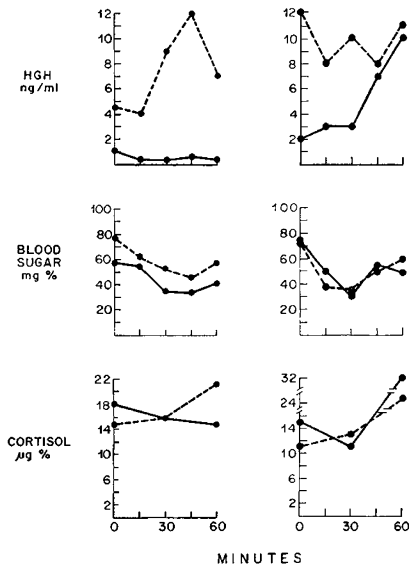 12 12
10 10
HGH 8 8
ng/ml 6 6
4 4
2 2
100 100
80 80
BLOOD 60 60
SUGAR 40 40
mg % 20 20
22 32
18 24
CORTISOL 14 14
µg % 10 10
6 6
2 2
0 30 60 0 30 60
MINUTES